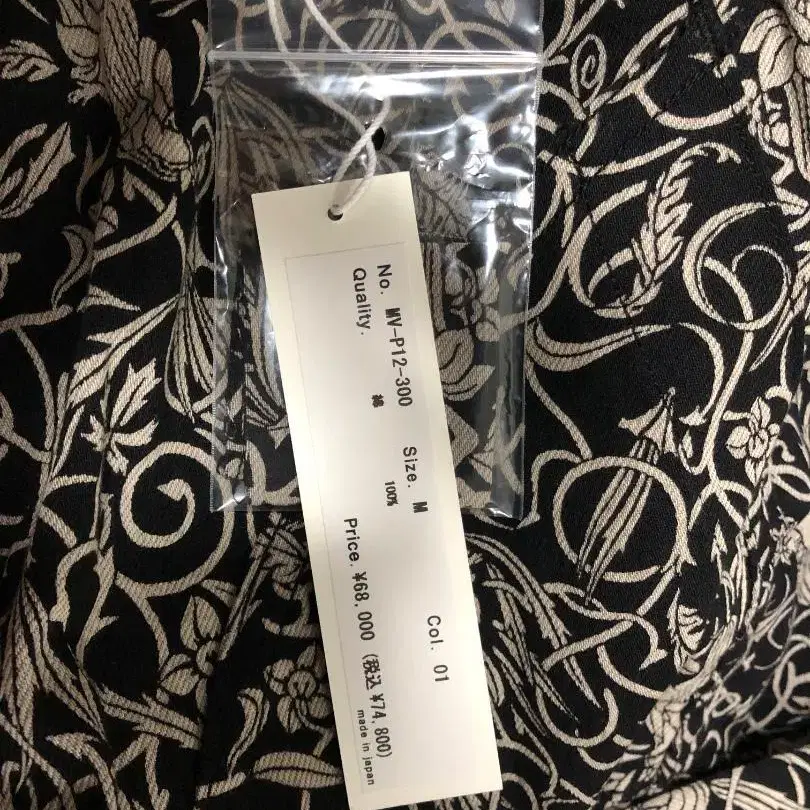 No. MV-P12-300 Size. M Col. 01
Quality.
綿 100%
Price. ¥68,000 (税込 ¥74,800)
made in japan